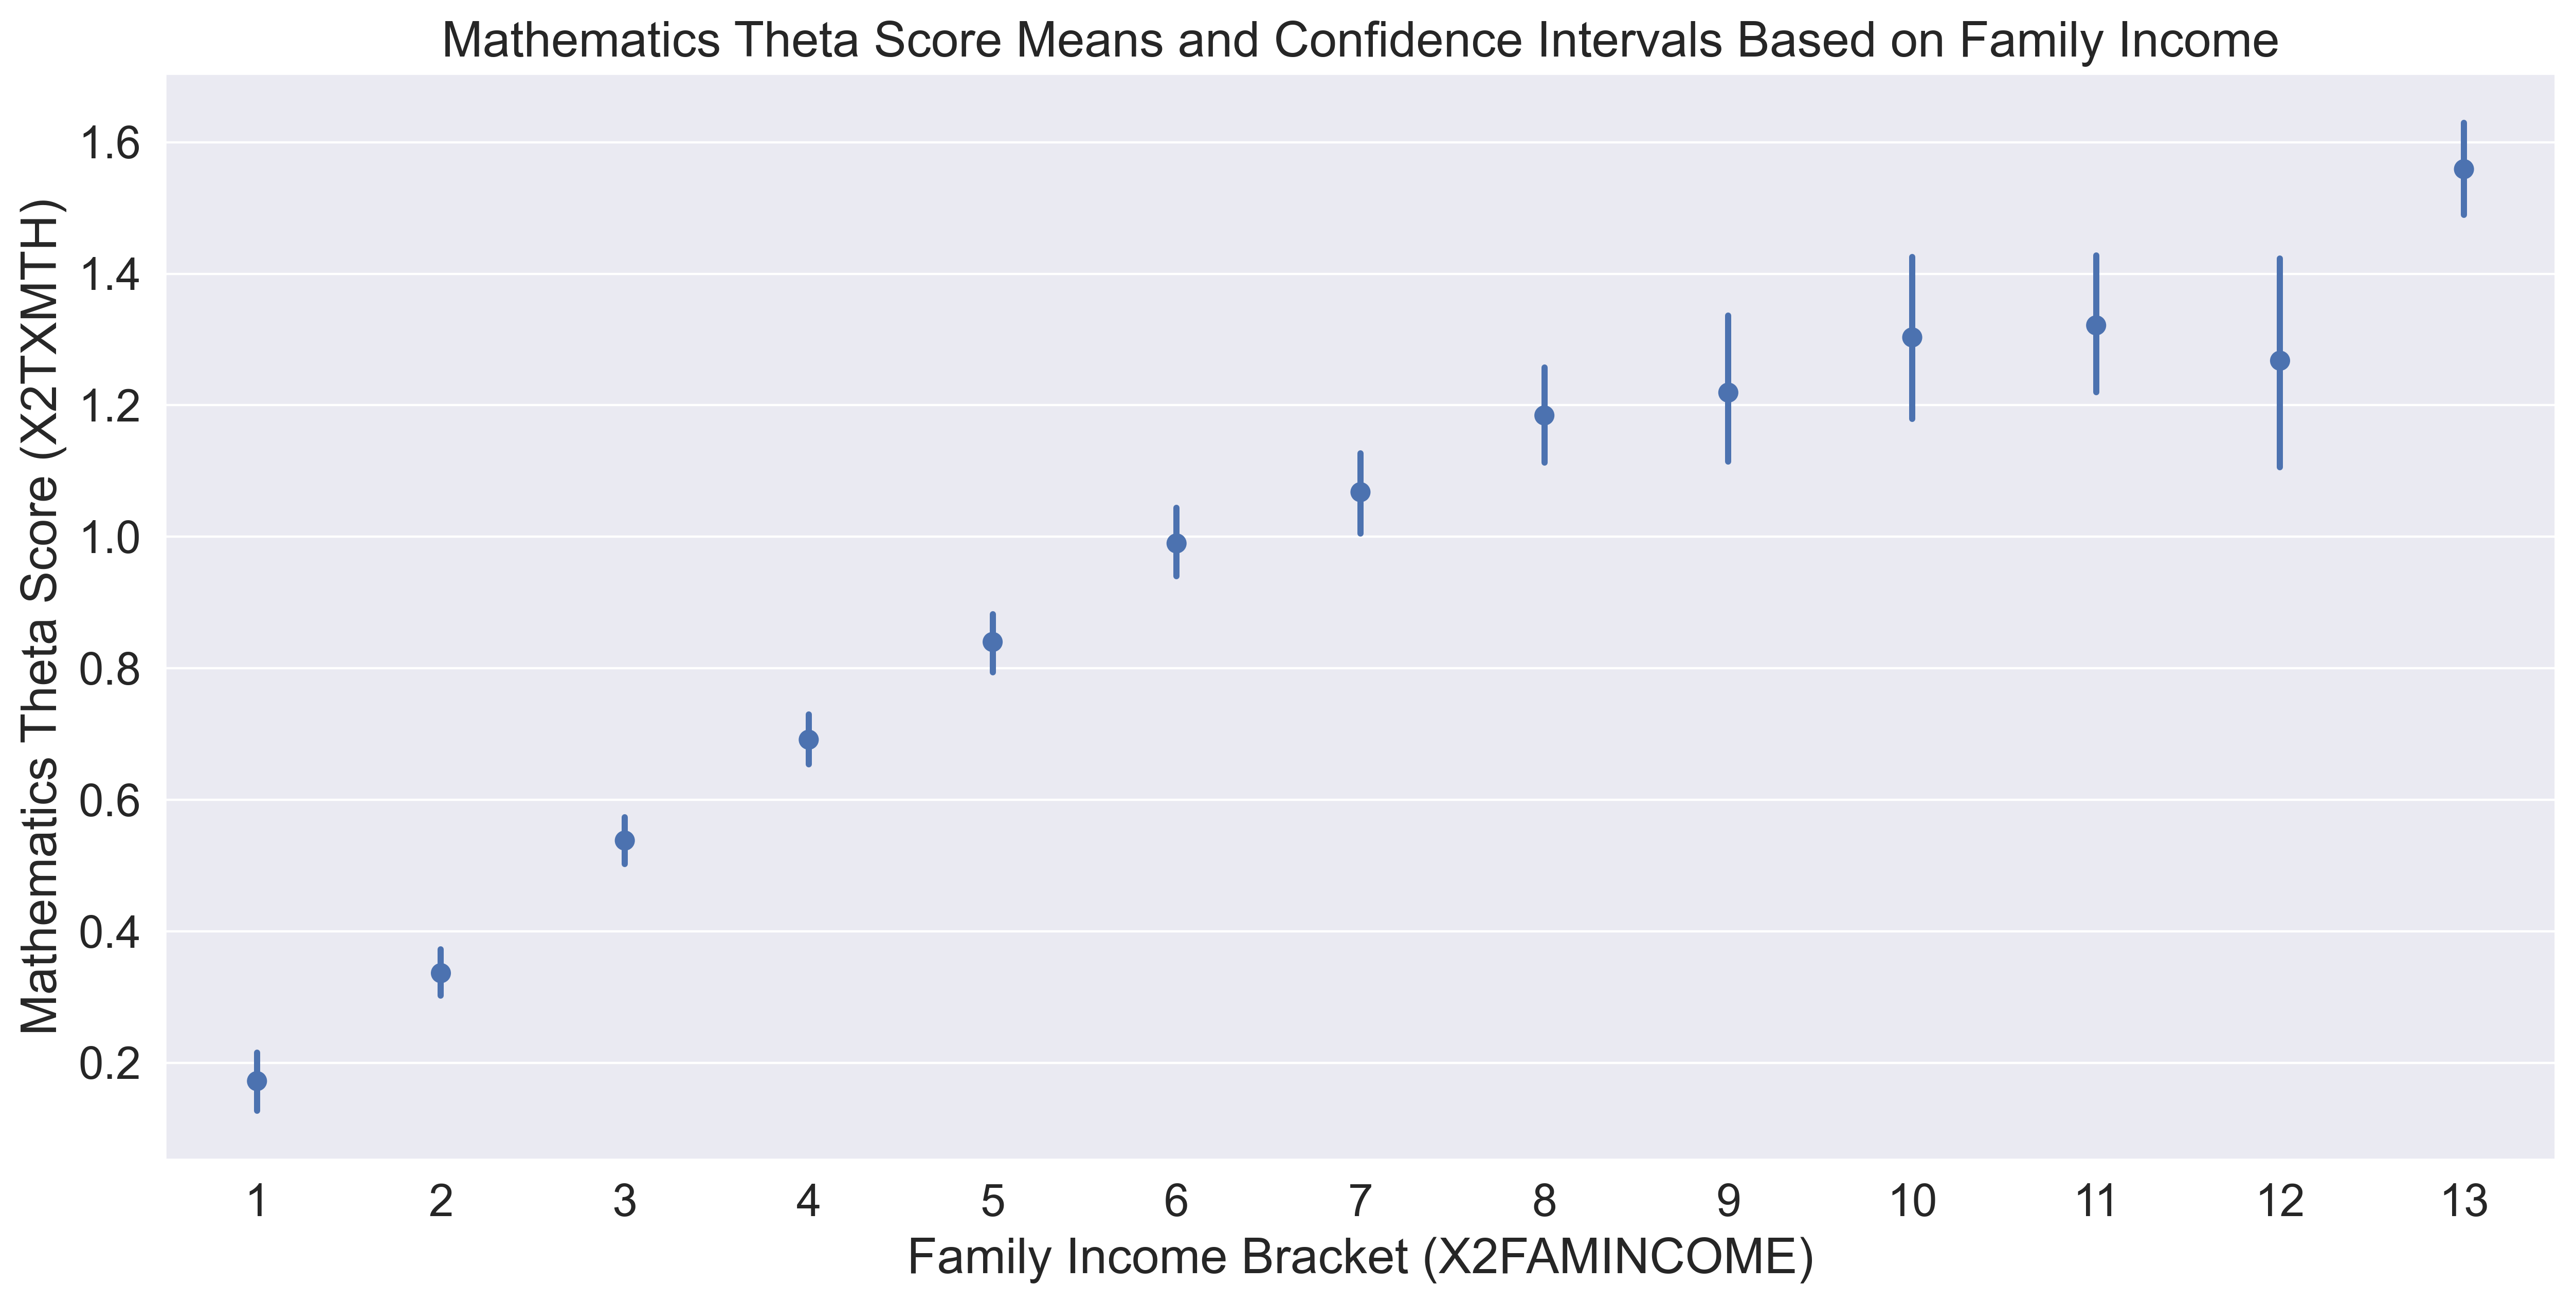 Mathematics Theta Score Means and Confidence Intervals Based on Family Income
Mathematics Theta Score (X2TXMTH)
1.6
1.4
1.2
1.0
0.8
0.6
0.4
0.2
1 2 3 4 5 6 7 8 9 10 11 12 13
Family Income Bracket (X2FAMINCOME)